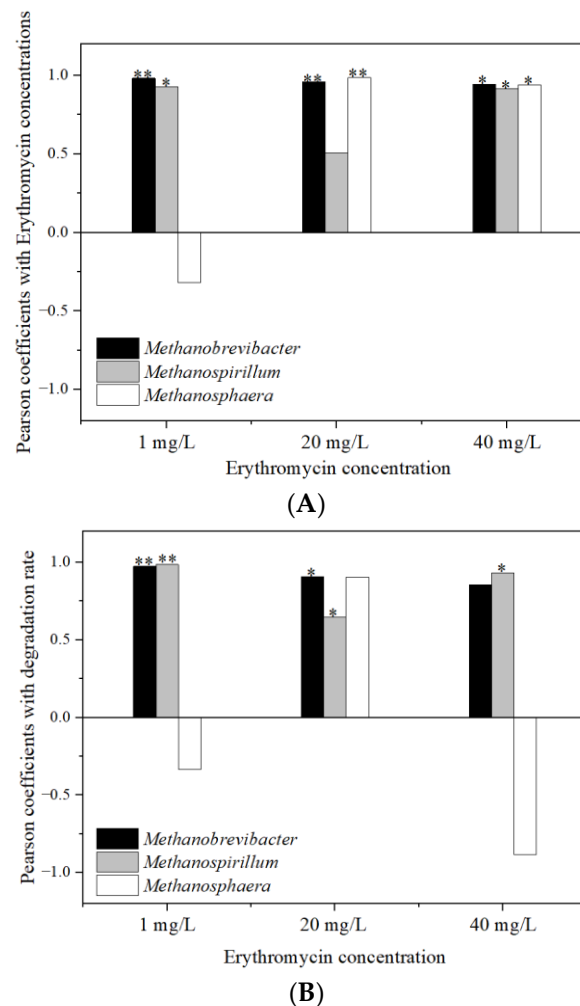 Pearson coefficients with Erythromycin concentrations
1.0
0.5
0.0
−0.5
−1.0
** *
** **
* * *
Methanobrevibacter
Methanospirillum
Methanosphaera
1 mg/L 20 mg/L 40 mg/L
Erythromycin concentration
(A)
Pearson coefficients with degradation rate
1.0
0.5
0.0
−0.5
−1.0
** **
* *
*
Methanobrevibacter
Methanospirillum
Methanosphaera
1 mg/L 20 mg/L 40 mg/L
Erythromycin concentration
(B)